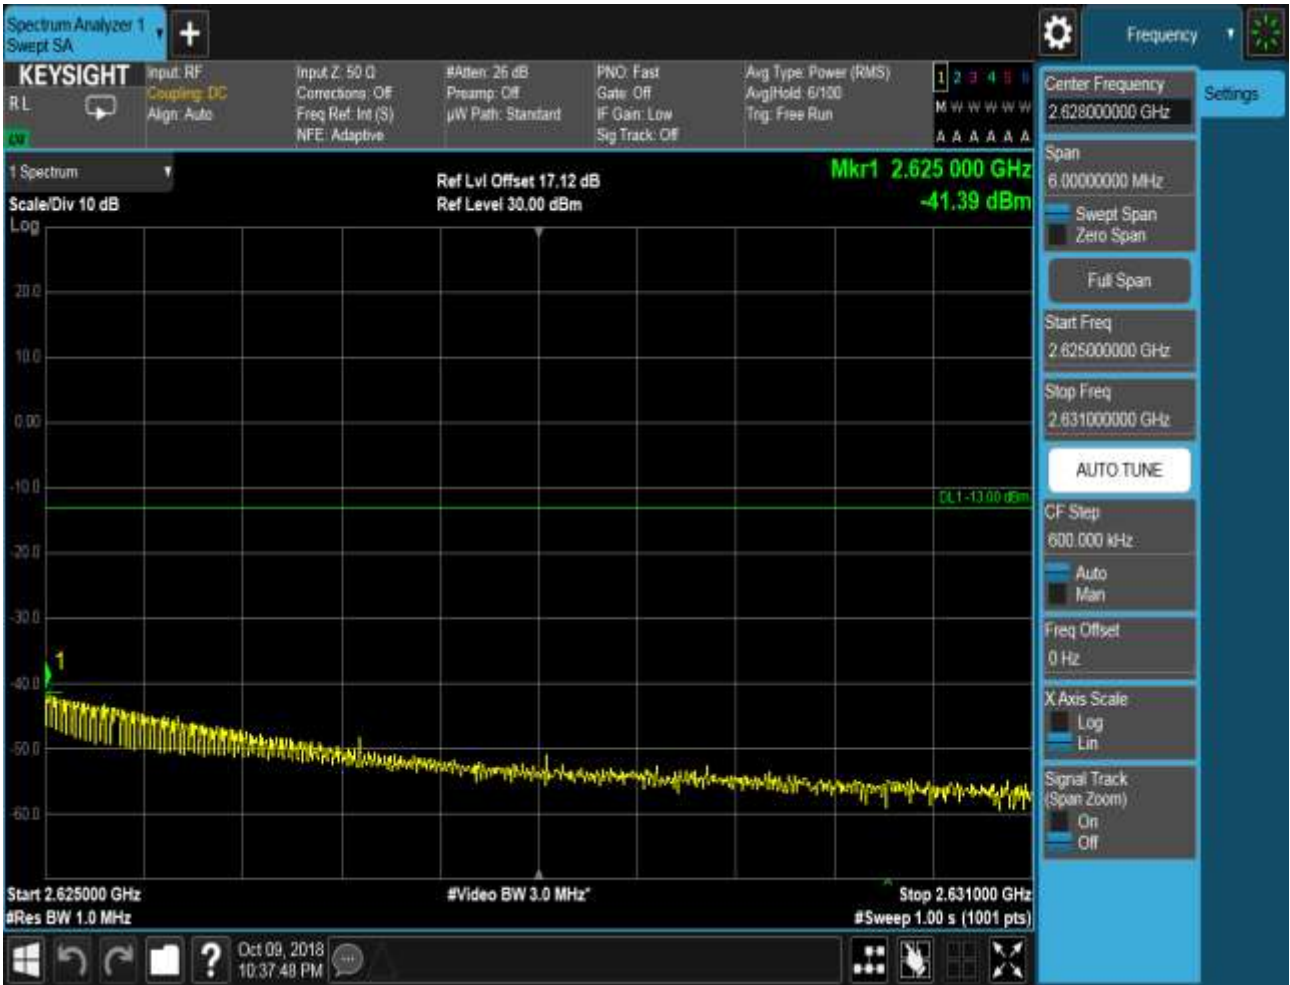 Spectrum Analyzer 1
Swept SA
+
Frequency
KEYSIGHT
RL
Input: RF
Coupling: DC
Align: Auto
Input Z: 50 Ω
Corrections: Off
Freq Ref: Int (S)
NFE: Adaptive
#Atten: 26 dB
Preamp: Off
µW Path: Standard
PNO: Fast
Gate: Off
IF Gain: Low
Sig Track: Off
Avg Type: Power (RMS)
Avg|Hold: 6/100
Trig: Free Run
1 2 3 4 5 6
M W W W W W
A A A A A A
1 Spectrum
Scale/Div 10 dB
Log
Ref Lvl Offset 17.12 dB
Ref Level 30.00 dBm
Mkr1 2.625 000 GHz
-41.39 dBm
20.0
10.0
0.00
-10.0
DL1 -13.00 dBm
-20.0
-30.0
1
-40.0
-50.0
-60.0
Start 2.625000 GHz
#Video BW 3.0 MHz*
Stop 2.631000 GHz
#Res BW 1.0 MHz
#Sweep 1.00 s (1001 pts)
?
Oct 09, 2018
10:37:48 PM
Center Frequency
2.628000000 GHz
Settings
Span
6.00000000 MHz
Swept Span
Zero Span
Full Span
Start Freq
2.625000000 GHz
Stop Freq
2.631000000 GHz
AUTO TUNE
CF Step
600.000 kHz
Auto
Man
Freq Offset
0 Hz
X Axis Scale
Log
Lin
Signal Track
(Span Zoom)
On
Off